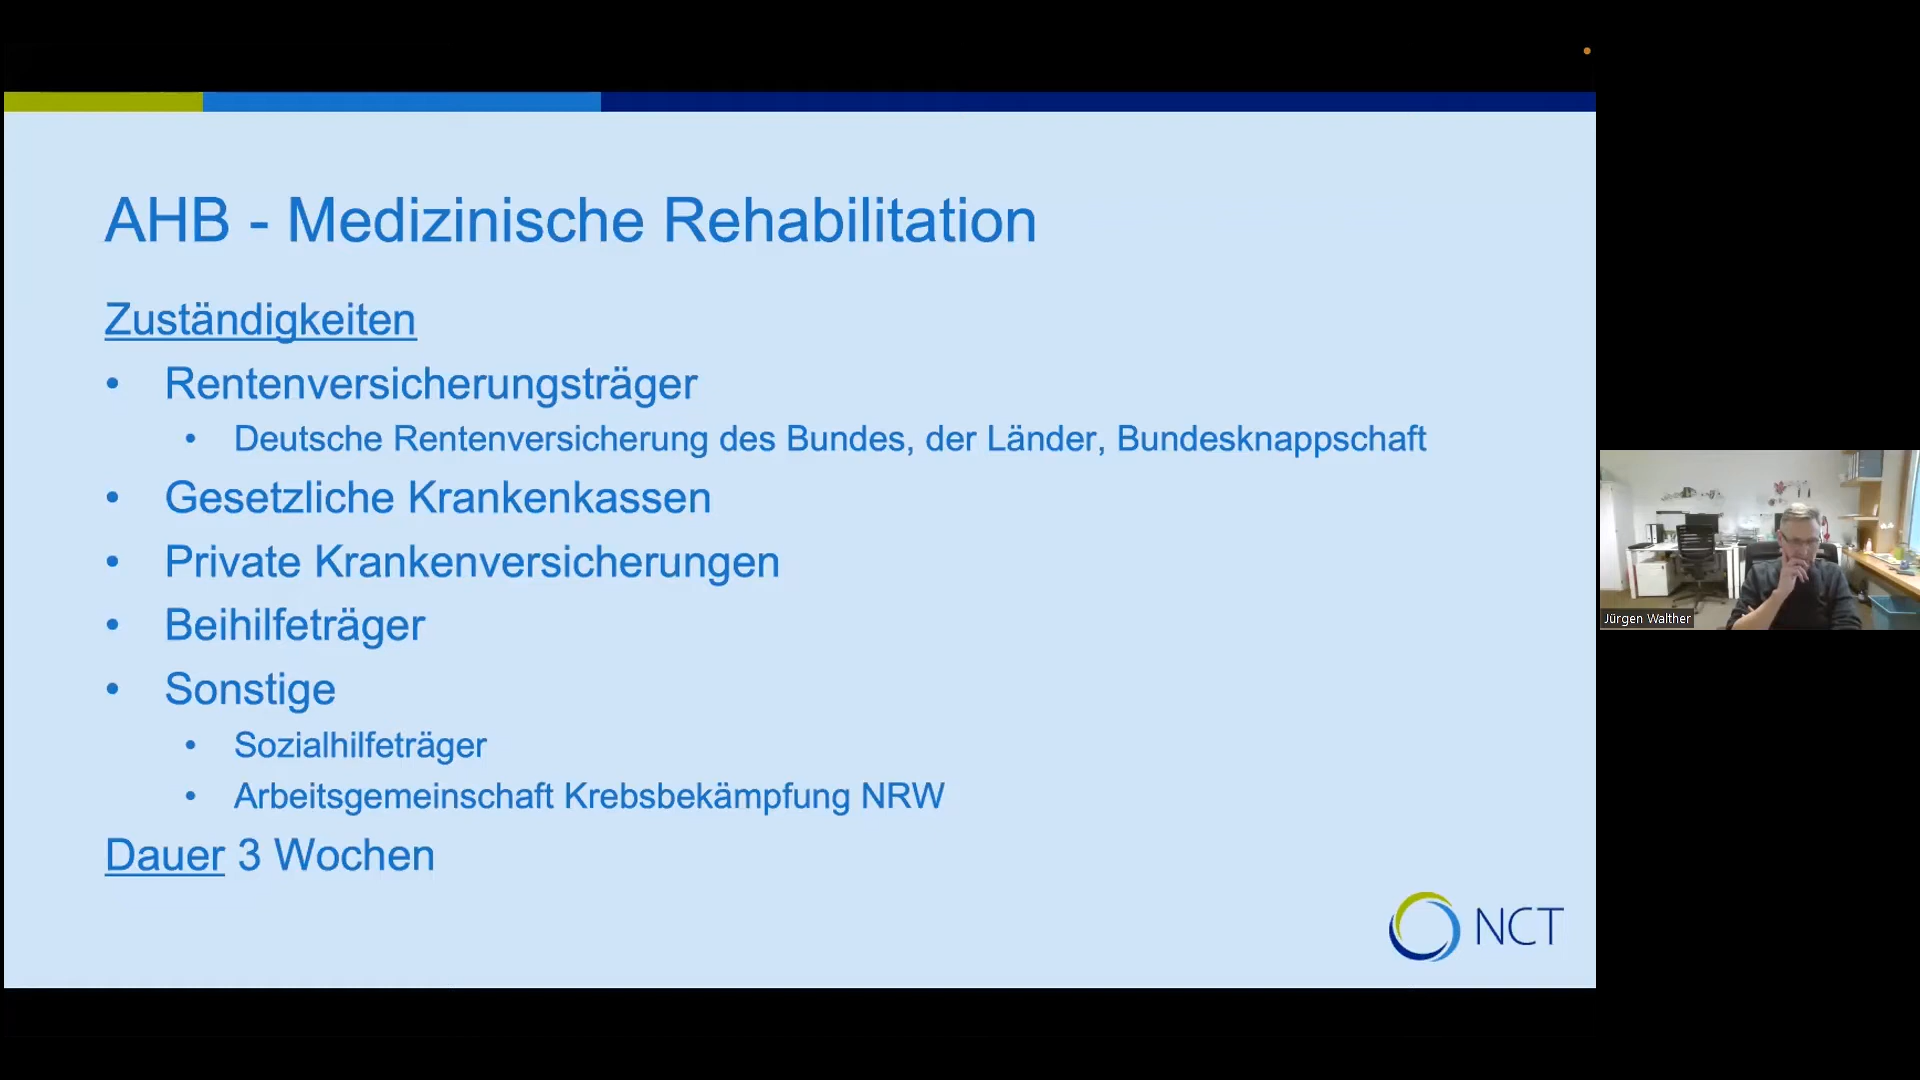 AHB - Medizinische Rehabilitation
Zuständigkeiten
• Rentenversicherungsträger
• Deutsche Rentenversicherung des Bundes, der Länder, Bundesknappschaft
• Gesetzliche Krankenkassen
• Private Krankenversicherungen
• Beihilfeträger
• Sonstige
• Sozialhilfeträger
• Arbeitsgemeinschaft Krebsbekämpfung NRW
Dauer 3 Wochen
NCT
Jürgen Walther